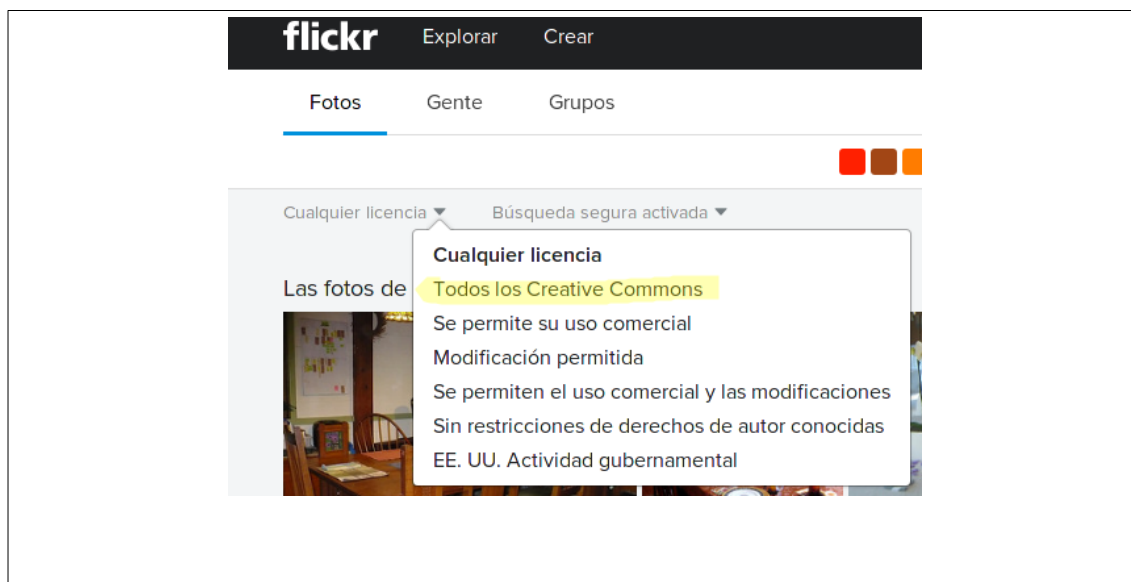 flickr Explorar Crear
Fotos Gente Grupos
Cualquier licencia Búsqueda segura activada
Cualquier licencia
Las fotos de Todos los Creative Commons
Se permite su uso comercial
Modificación permitida
Se permiten el uso comercial y las modificaciones
Sin restricciones de derechos de autor conocidas
EE. UU. Actividad gubernamental